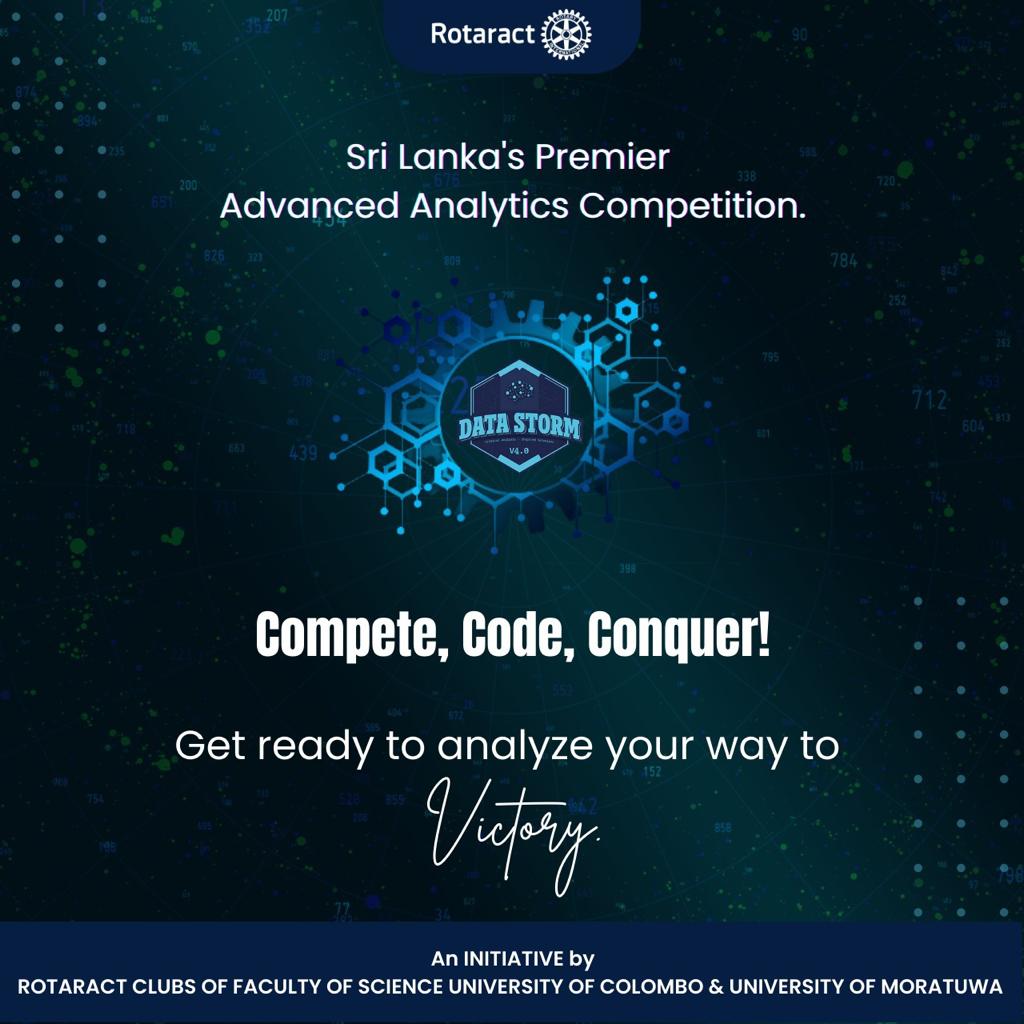 Rotaract
Sri Lanka's Premier
Advanced Analytics Competition.
DATA STORM
V4.0
Compete, Code, Conquer!
Get ready to analyze your way to
Victory.
An INITIATIVE by
ROTARACT CLUBS OF FACULTY OF SCIENCE UNIVERSITY OF COLOMBO & UNIVERSITY OF MORATUWA